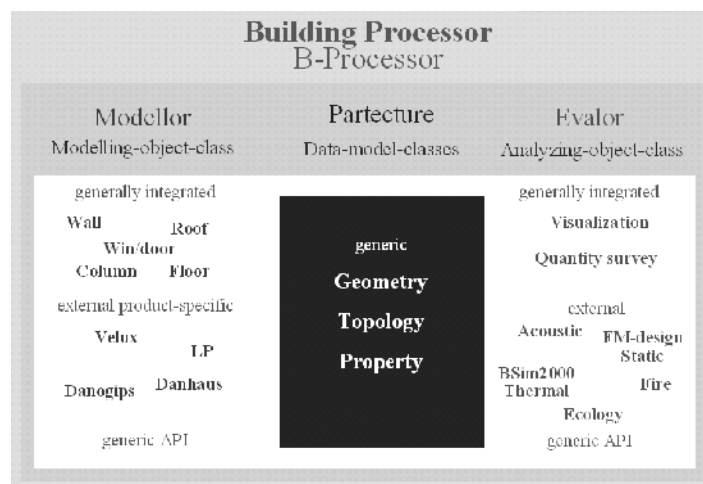 Building Processor
B-Processor
Modellor
Modelling-object-class
generally integrated
Wall
Roof
Win/door
Column
Floor
external product-specific
Velux
LP
Danogips
Danhaus
generic API
Partecture
Data-model-classes
generic
Geometry
Topology
Property
Evalor
Analyzing-object-class
generally integrated
Visualization
Quantity survey
external
Acoustic
FM-design
Static
BSim2000
Thermal
Fire
Ecology
generic API